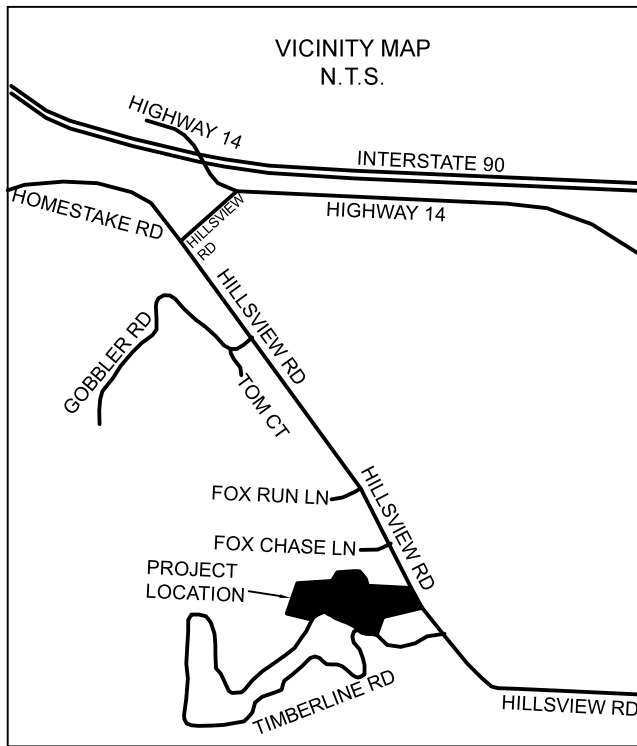 VICINITY MAP
N.T.S.
HIGHWAY 14
INTERSTATE 90
HIGHWAY 14
HOMESTAKE RD
HILLSVIEW
RD
HILLSVIEW RD
GOBBLER RD
TOM CT
HILLSVIEW RD
FOX RUN LN
FOX CHASE LN
PROJECT
LOCATION
TIMBERLINE RD
HILLSVIEW RD